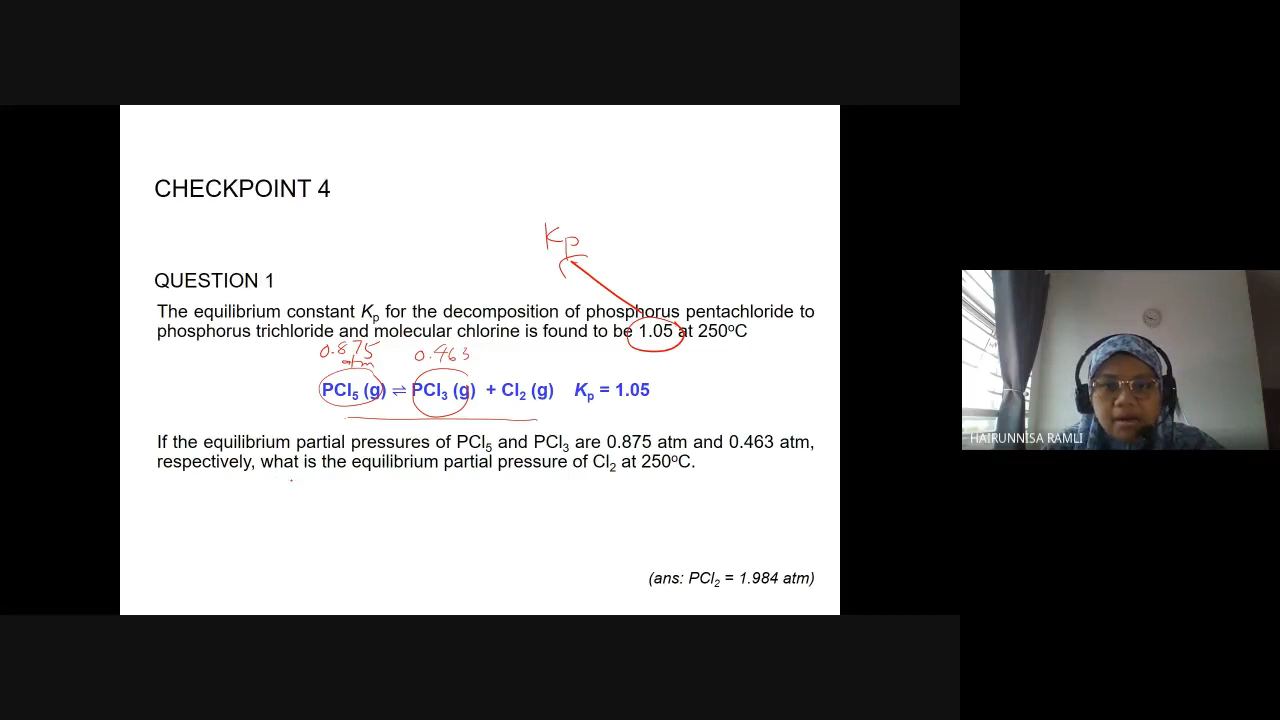 CHECKPOINT 4
Kp
QUESTION 1
The equilibrium constant Kp for the decomposition of phosphorus pentachloride to
phosphorus trichloride and molecular chlorine is found to be 1.05 at 250oC
0.875 0.463
atm
PCl5 (g) ⇌ PCl3 (g) + Cl2 (g) Kp = 1.05
If the equilibrium partial pressures of PCl5 and PCl3 are 0.875 atm and 0.463 atm,
respectively, what is the equilibrium partial pressure of Cl2 at 250oC.
(ans: PCl2 = 1.984 atm)
HAIRUNNISA RAMLI